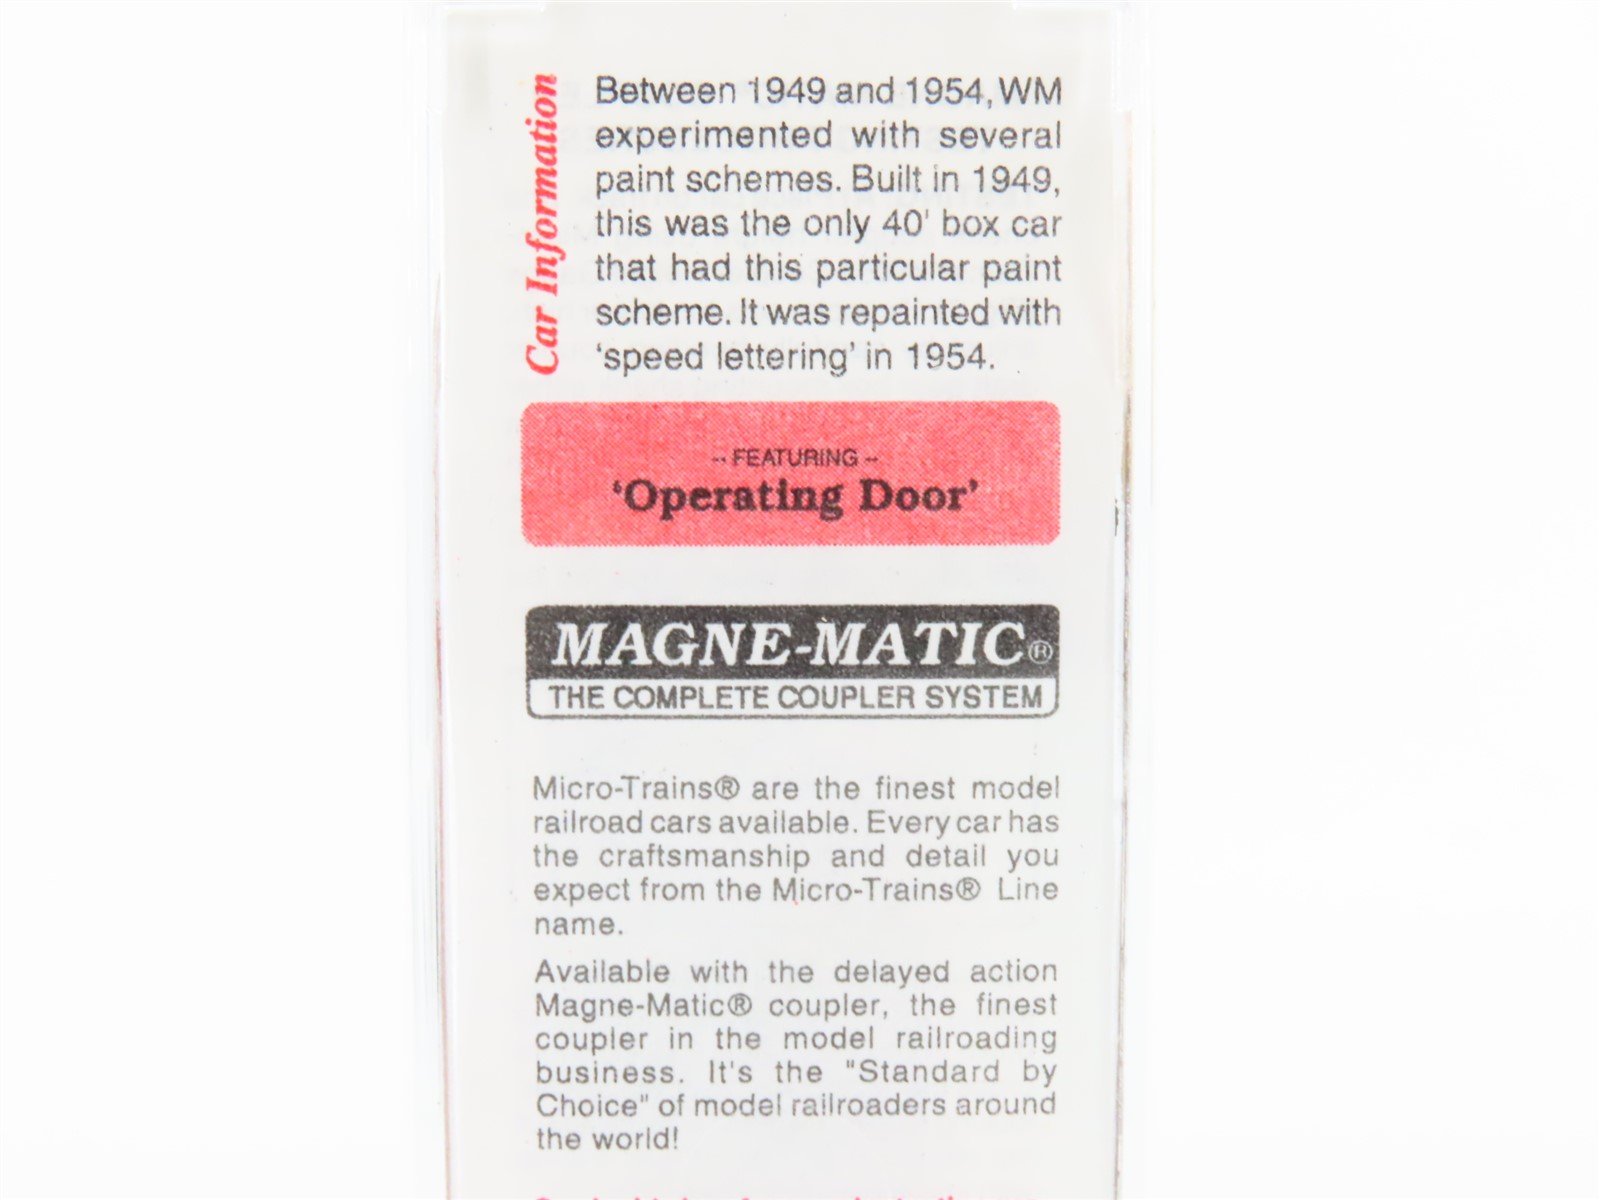 Car Information
Between 1949 and 1954, WM
experimented with several
paint schemes. Built in 1949,
this was the only 40' box car
that had this particular paint
scheme. It was repainted with
‘speed lettering’ in 1954.
-- FEATURING --
‘Operating Door’
MAGNE-MATIC®
THE COMPLETE COUPLER SYSTEM
Micro-Trains® are the finest model
railroad cars available. Every car has
the craftsmanship and detail you
expect from the Micro-Trains® Line
name.
Available with the delayed action
Magne-Matic® coupler, the finest
coupler in the model railroading
business. It's the "Standard by
Choice" of model railroaders around
the world!